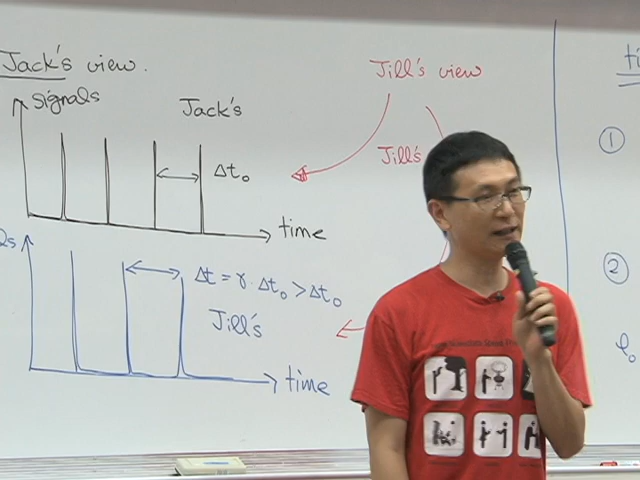 Jack's view.
signals
Jack's
Δt₀
time
Δt = γ·Δt₀ > Δt₀
Jill's
time
Jill's view
Jill's
①
②